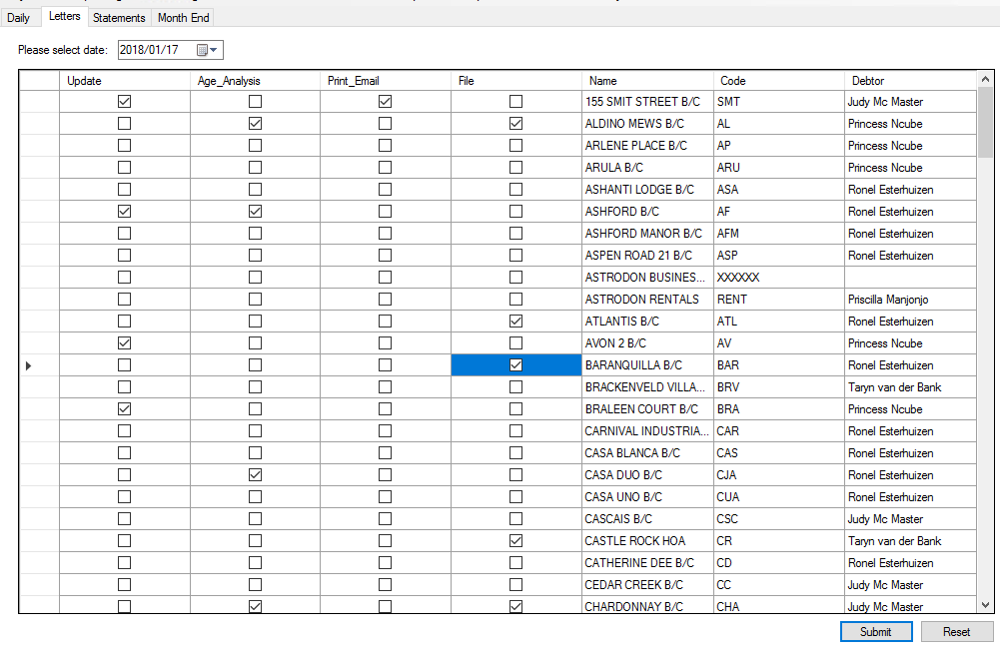 Daily Letters Statements Month End
Please select date: 2018/01/17
Update Age_Analysis Print_Email File Name Code Debtor
155 SMIT STREET B/C SMT Judy Mc Master
ALDINO MEWS B/C AL Princess Ncube
ARLENE PLACE B/C AP Princess Ncube
ARULA B/C ARU Princess Ncube
ASHANTI LODGE B/C ASA Ronel Esterhuizen
ASHFORD B/C AF Ronel Esterhuizen
ASHFORD MANOR B/C AFM Ronel Esterhuizen
ASPEN ROAD 21 B/C ASP Ronel Esterhuizen
ASTRODON BUSINES... XXXXXX
ASTRODON RENTALS RENT Priscilla Manjonjo
ATLANTIS B/C ATL Ronel Esterhuizen
AVON 2 B/C AV Princess Ncube
BARANQUILLA B/C BAR Ronel Esterhuizen
BRACKENVELD VILLA... BRV Taryn van der Bank
BRALEEN COURT B/C BRA Princess Ncube
CARNIVAL INDUSTRIA... CAR Ronel Esterhuizen
CASA BLANCA B/C CAS Ronel Esterhuizen
CASA DUO B/C CJA Ronel Esterhuizen
CASA UNO B/C CUA Ronel Esterhuizen
CASCAIS B/C CSC Judy Mc Master
CASTLE ROCK HOA CR Taryn van der Bank
CATHERINE DEE B/C CD Ronel Esterhuizen
CEDAR CREEK B/C CC Judy Mc Master
CHARDONNAY B/C CHA Judy Mc Master
Submit Reset